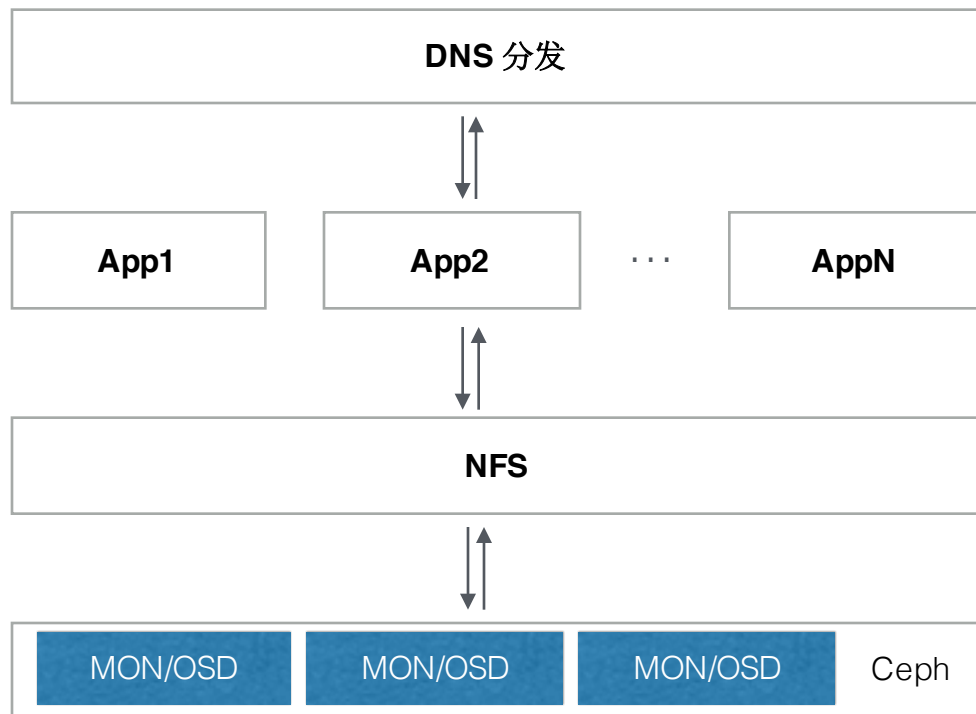 DNS 分发
App1 App2 ... AppN
NFS
MON/OSD MON/OSD MON/OSD Ceph